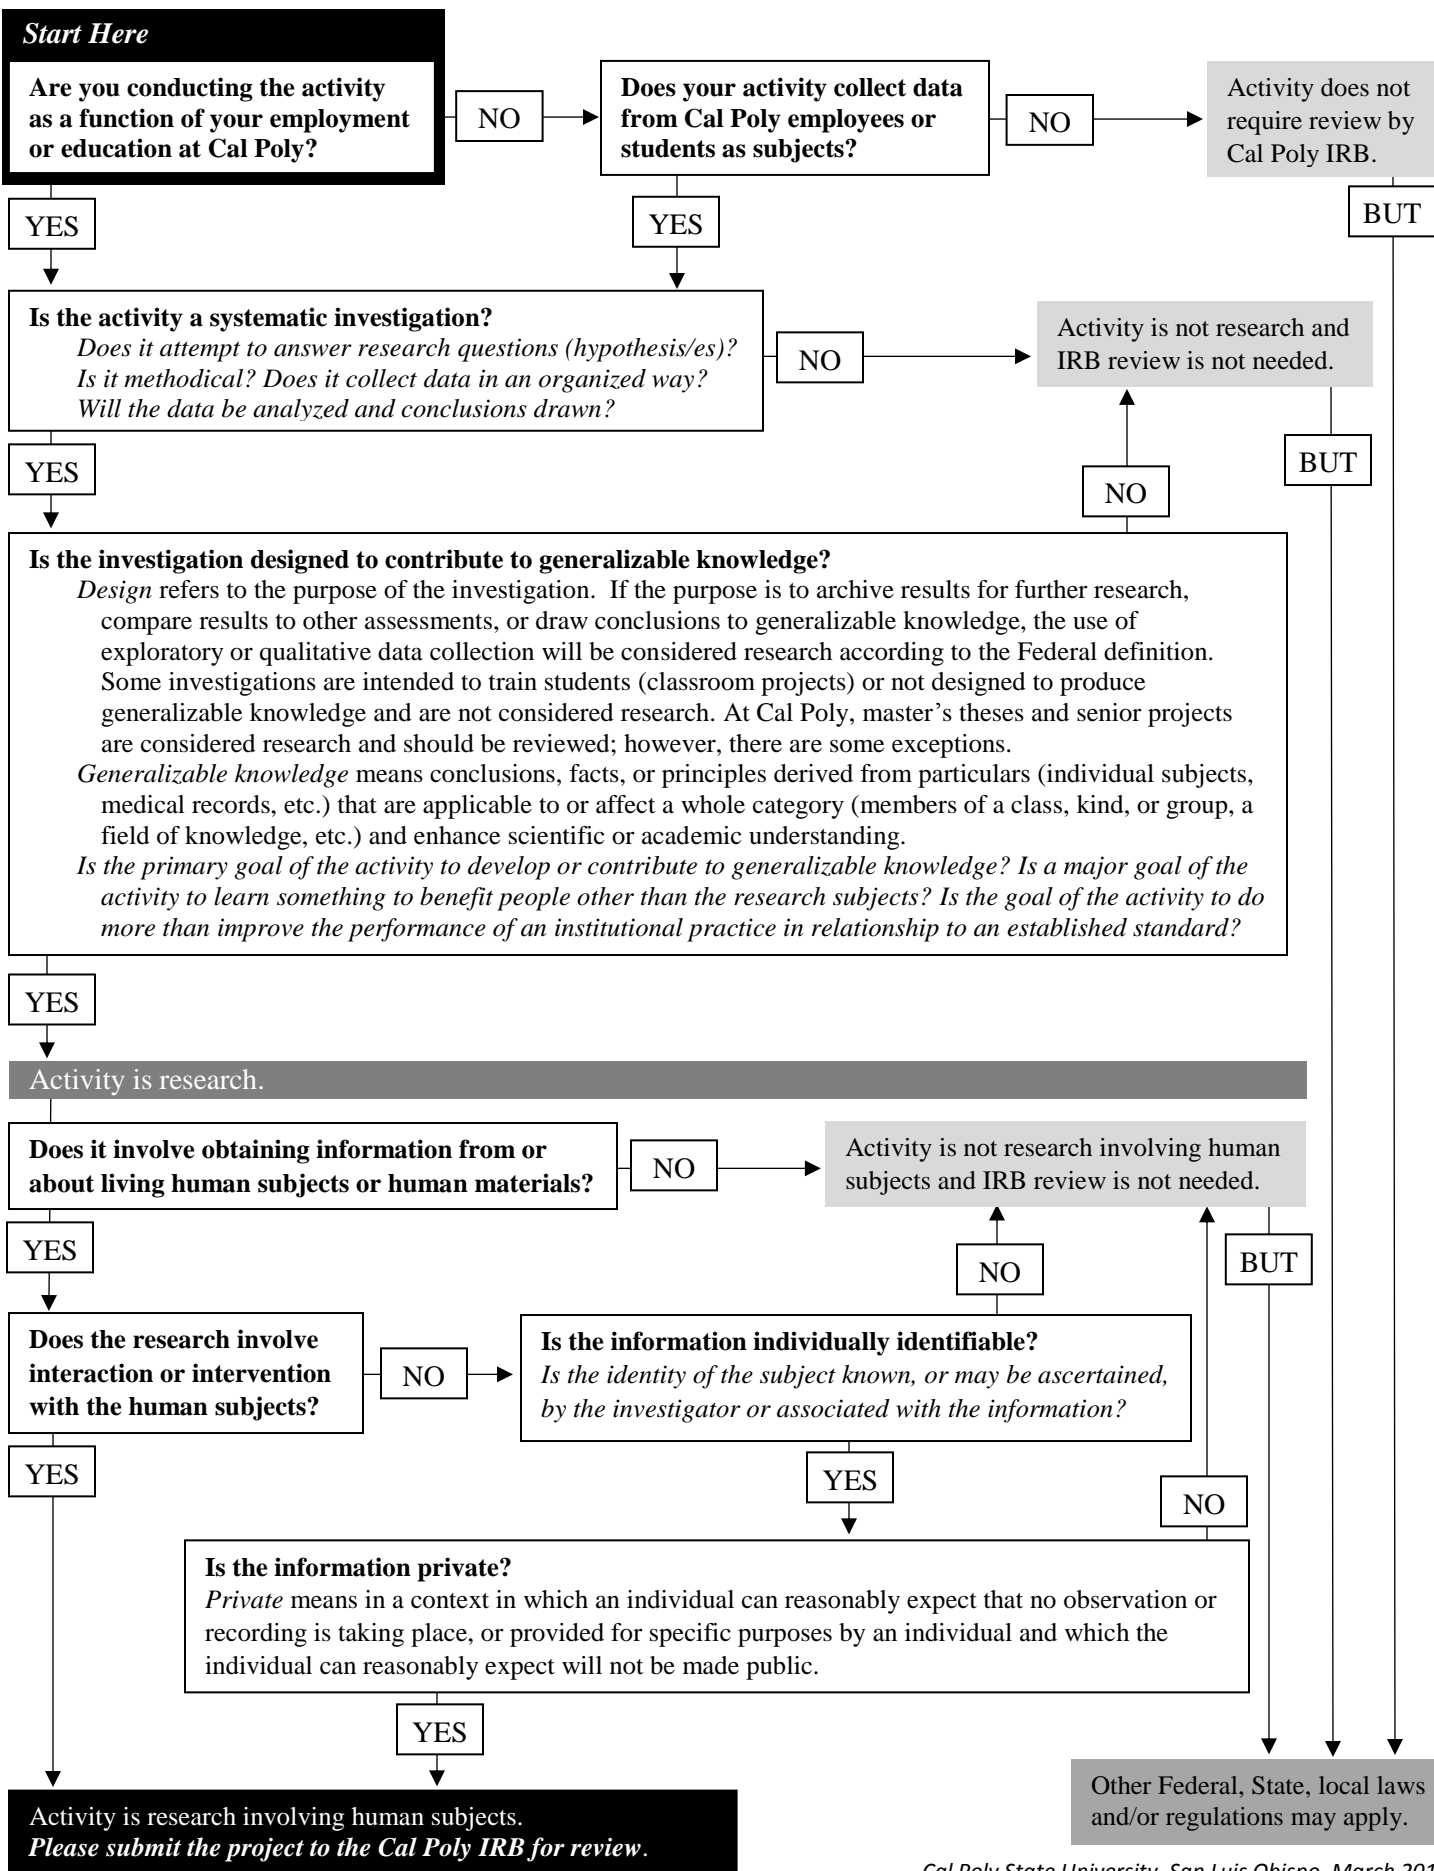 Start Here
Are you conducting the activity
as a function of your employment
or education at Cal Poly?
NO
Does your activity collect data
from Cal Poly employees or
students as subjects?
NO
Activity does not
require review by
Cal Poly IRB.
YES
YES
BUT
Is the activity a systematic investigation?
Does it attempt to answer research questions (hypothesis/es)?
Is it methodical? Does it collect data in an organized way?
Will the data be analyzed and conclusions drawn?
NO
Activity is not research and
IRB review is not needed.
YES
NO
BUT
Is the investigation designed to contribute to generalizable knowledge?
Design refers to the purpose of the investigation.  If the purpose is to archive results for further research,
compare results to other assessments, or draw conclusions to generalizable knowledge, the use of
exploratory or qualitative data collection will be considered research according to the Federal definition.
Some investigations are intended to train students (classroom projects) or not designed to produce
generalizable knowledge and are not considered research. At Cal Poly, master’s theses and senior projects
are considered research and should be reviewed; however, there are some exceptions.
Generalizable knowledge means conclusions, facts, or principles derived from particulars (individual subjects,
medical records, etc.) that are applicable to or affect a whole category (members of a class, kind, or group, a
field of knowledge, etc.) and enhance scientific or academic understanding.
Is the primary goal of the activity to develop or contribute to generalizable knowledge? Is a major goal of the
activity to learn something to benefit people other than the research subjects? Is the goal of the activity to do
more than improve the performance of an institutional practice in relationship to an established standard?
YES
Activity is research.
Does it involve obtaining information from or
about living human subjects or human materials?
NO
Activity is not research involving human
subjects and IRB review is not needed.
YES
NO
BUT
Does the research involve
interaction or intervention
with the human subjects?
NO
Is the information individually identifiable?
Is the identity of the subject known, or may be ascertained,
by the investigator or associated with the information?
YES
YES
NO
Is the information private?
Private means in a context in which an individual can reasonably expect that no observation or
recording is taking place, or provided for specific purposes by an individual and which the
individual can reasonably expect will not be made public.
YES
Activity is research involving human subjects.
Please submit the project to the Cal Poly IRB for review.
Other Federal, State, local laws
and/or regulations may apply.
Cal Poly State University, San Luis Obispo, March